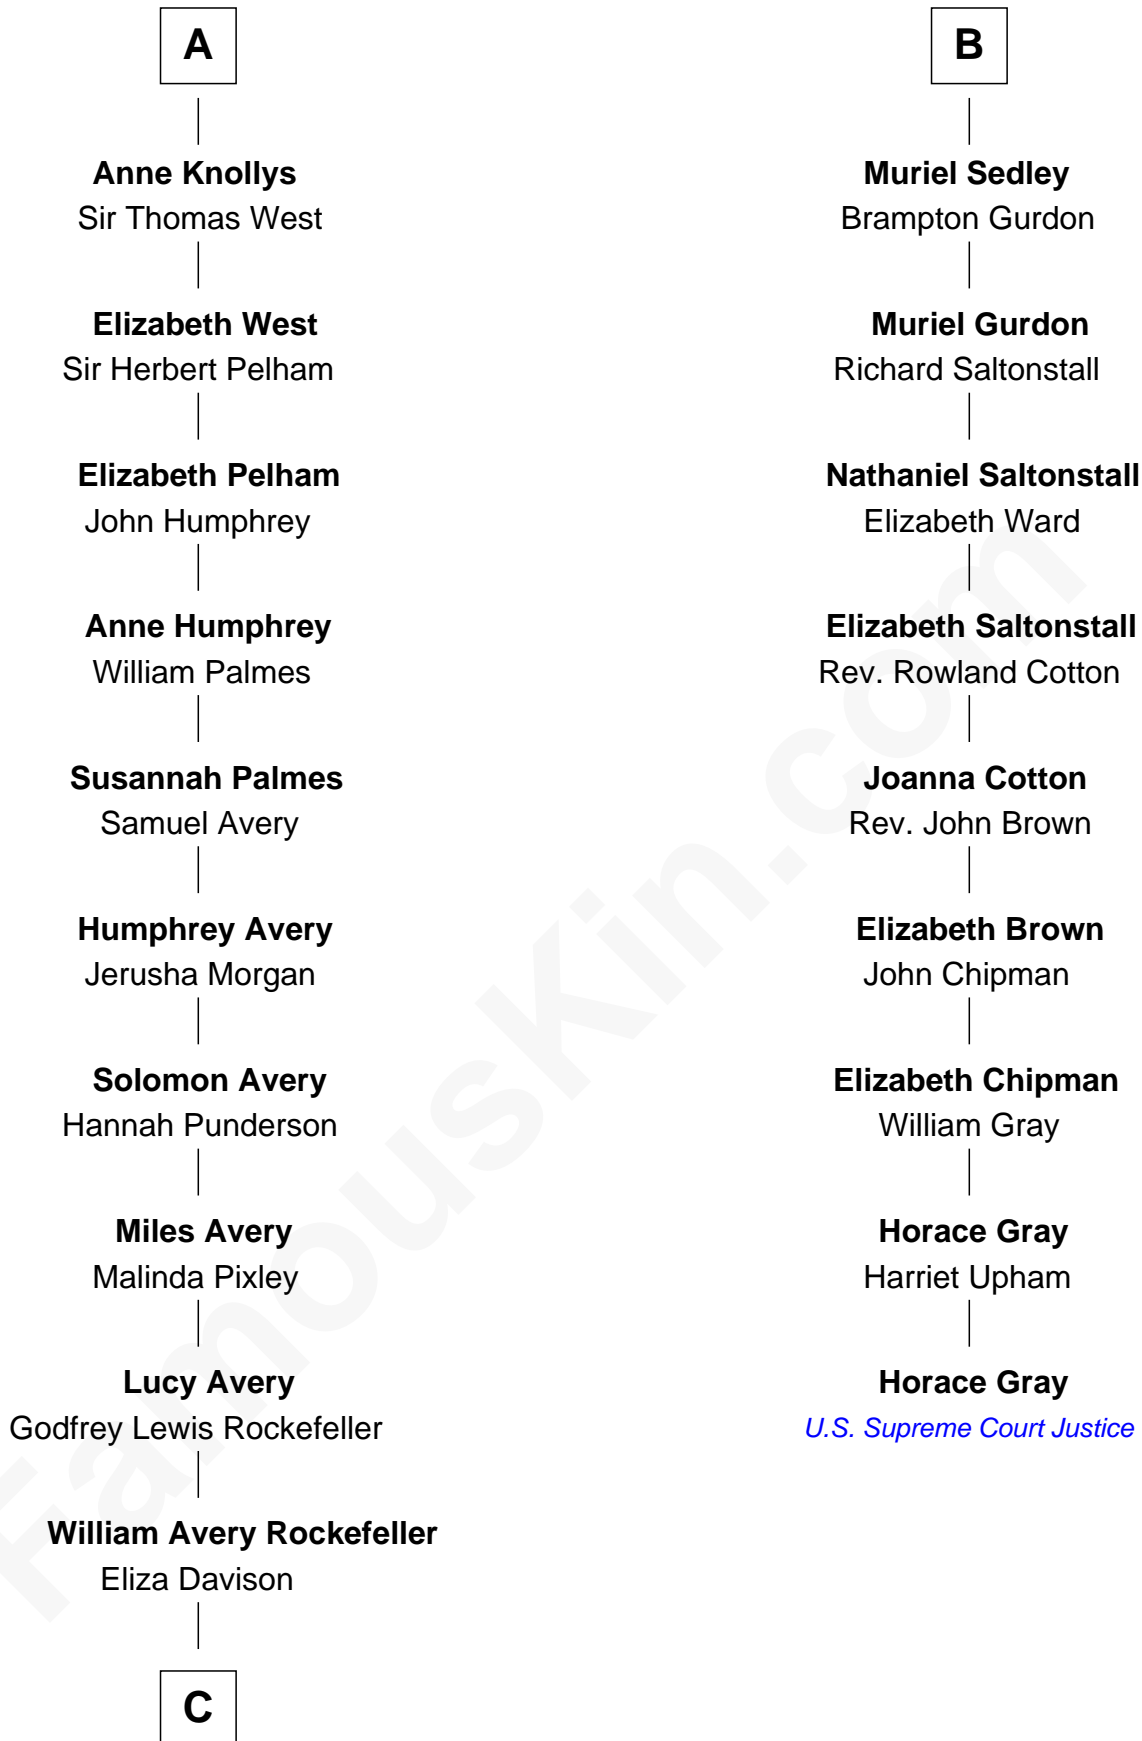 A
Anne Knollys
Sir Thomas West
Elizabeth West
Sir Herbert Pelham
Elizabeth Pelham
John Humphrey
Anne Humphrey
William Palmes
Susannah Palmes
Samuel Avery
Humphrey Avery
Jerusha Morgan
Solomon Avery
Hannah Punderson
Miles Avery
Malinda Pixley
Lucy Avery
Godfrey Lewis Rockefeller
William Avery Rockefeller
Eliza Davison
C
B
Muriel Sedley
Brampton Gurdon
Muriel Gurdon
Richard Saltonstall
Nathaniel Saltonstall
Elizabeth Ward
Elizabeth Saltonstall
Rev. Rowland Cotton
Joanna Cotton
Rev. John Brown
Elizabeth Brown
John Chipman
Elizabeth Chipman
William Gray
Horace Gray
Harriet Upham
Horace Gray
U.S. Supreme Court Justice
FamousKin.com